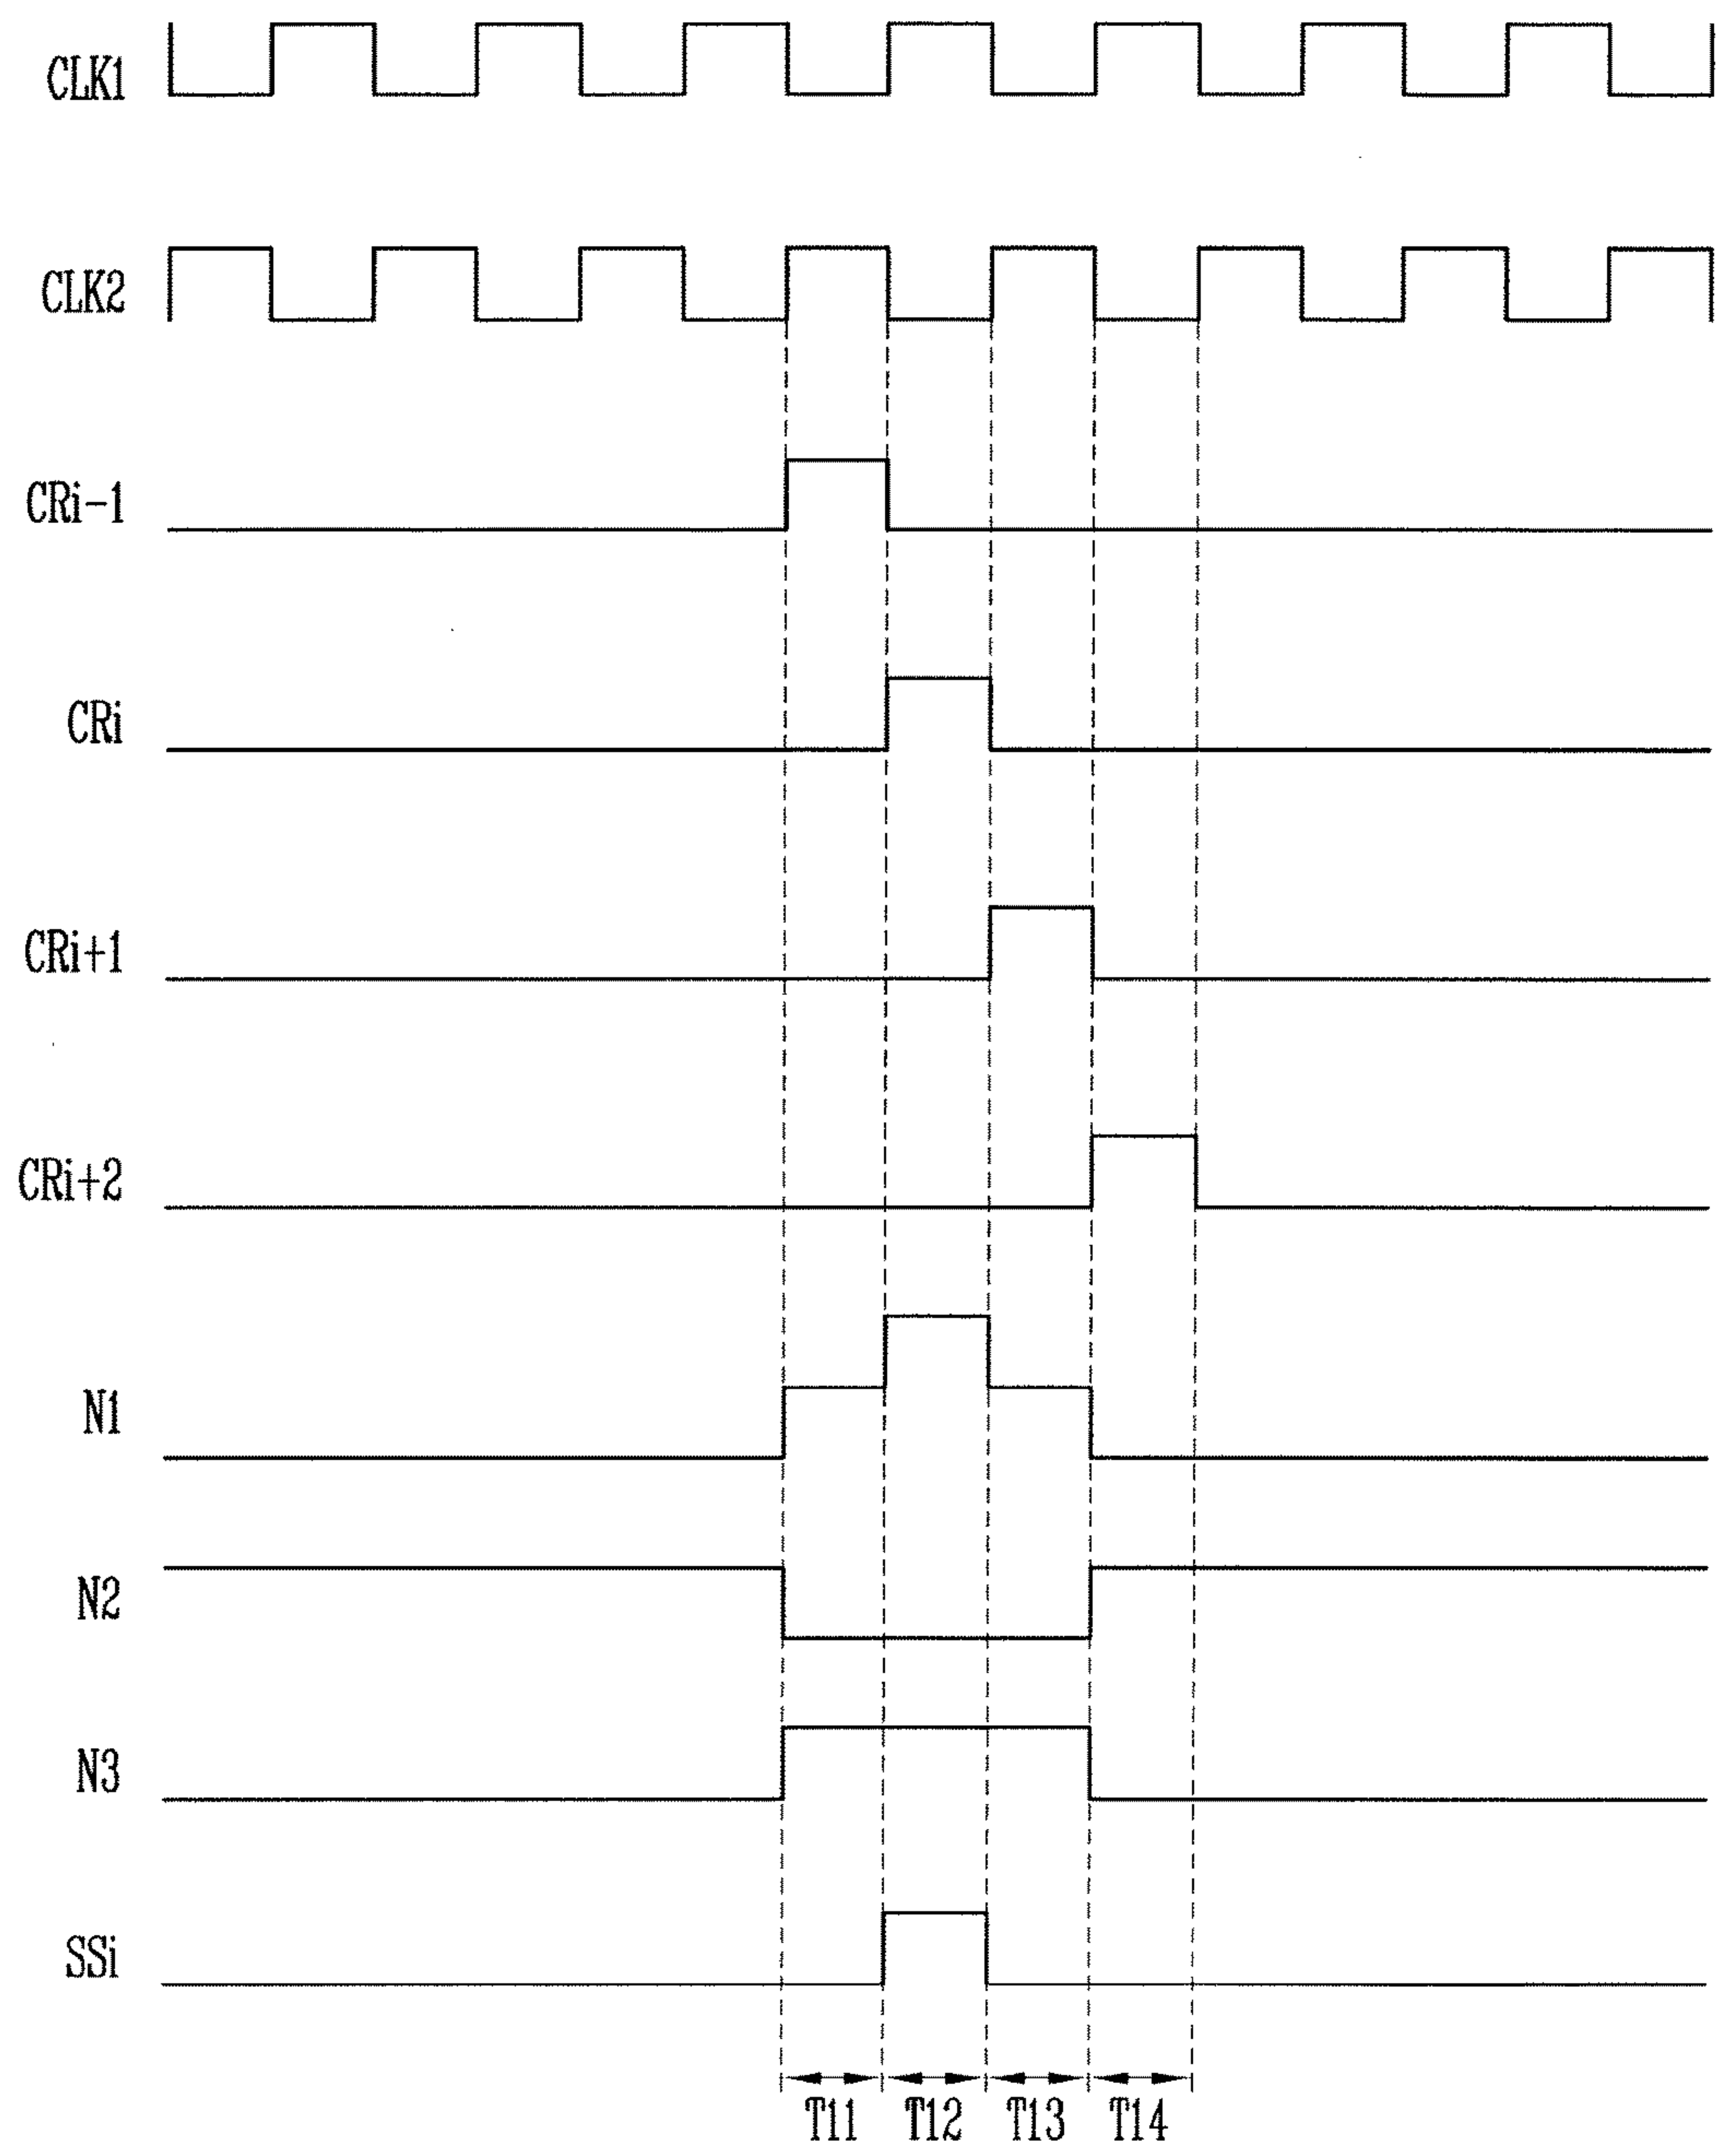 CLK1
CLK2
CRi-1
CRi
CRi+1
CRi+2
N1
N2
N3
SSi
T11 T12 T13 T14